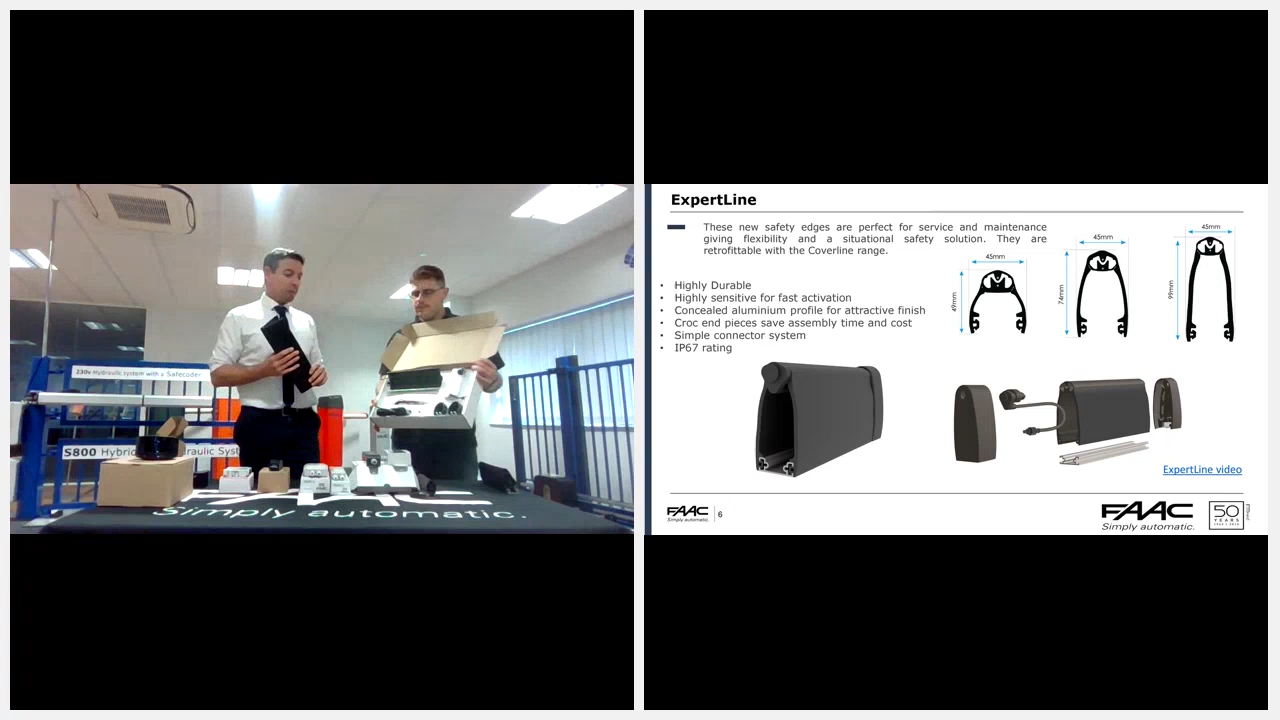 230v Hydraulic system with a Safecoder
S800 Hybrid
raulic Syst
FAAC
Simply automatic.
ExpertLine
These new safety edges are perfect for service and maintenance
giving flexibility and a situational safety solution. They are
retrofittable with the Coverline range.
• Highly Durable
• Highly sensitive for fast activation
• Concealed aluminium profile for attractive finish
• Croc end pieces save assembly time and cost
• Simple connector system
• IP67 rating
45mm
49mm
45mm
74mm
45mm
99mm
ExpertLine video
FAAC
Simply automatic.
6
FAAC
Simply automatic.
50
YEARS